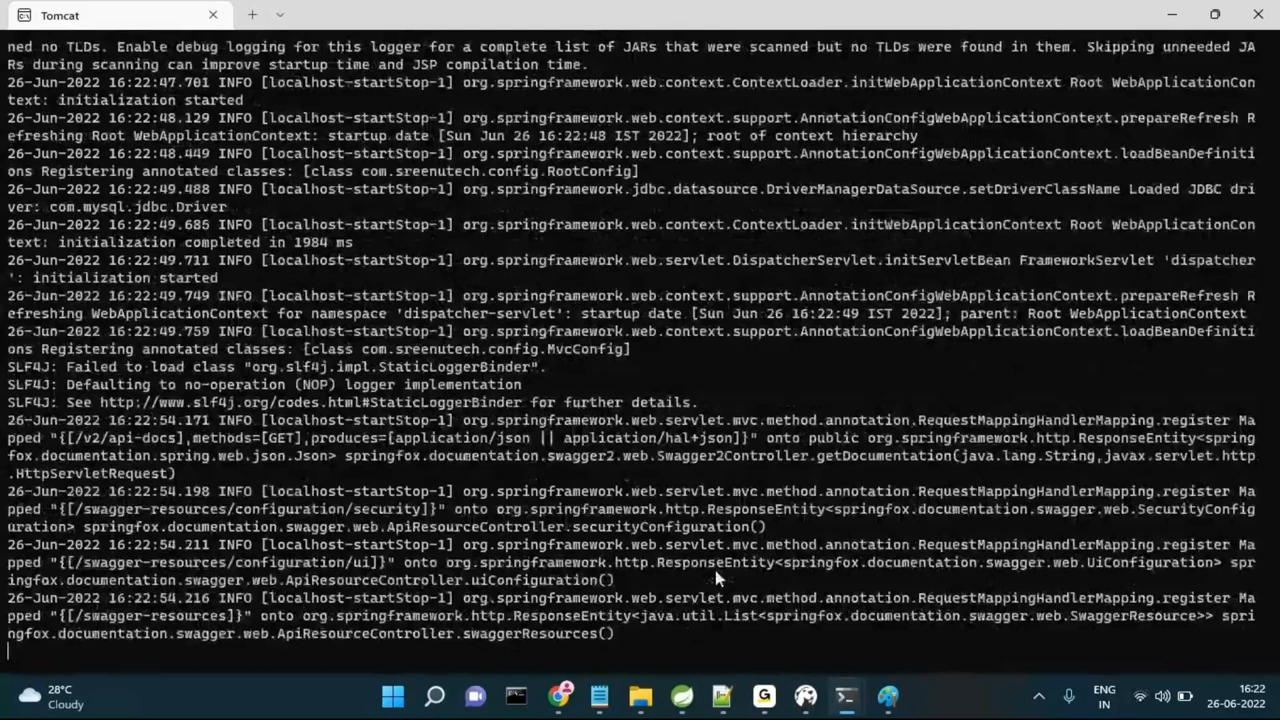 Tomcat
ned no TLDs. Enable debug logging for this logger for a complete list of JARs that were scanned but no TLDs were found in them. Skipping unneeded JA
Rs during scanning can improve startup time and JSP compilation time.
26-Jun-2022 16:22:47.701 INFO [localhost-startStop-1] org.springframework.web.context.ContextLoader.initWebApplicationContext Root WebApplicationCon
text: initialization started
26-Jun-2022 16:22:48.129 INFO [localhost-startStop-1] org.springframework.web.context.support.AnnotationConfigWebApplicationContext.prepareRefresh R
efreshing Root WebApplicationContext: startup date [Sun Jun 26 16:22:48 IST 2022]; root of context hierarchy
26-Jun-2022 16:22:48.449 INFO [localhost-startStop-1] org.springframework.web.context.support.AnnotationConfigWebApplicationContext.loadBeanDefiniti
ons Registering annotated classes: [class com.sreenutech.config.RootConfig]
26-Jun-2022 16:22:49.488 INFO [localhost-startStop-1] org.springframework.jdbc.datasource.DriverManagerDataSource.setDriverClassName Loaded JDBC dri
ver: com.mysql.jdbc.Driver
26-Jun-2022 16:22:49.685 INFO [localhost-startStop-1] org.springframework.web.context.ContextLoader.initWebApplicationContext Root WebApplicationCon
text: initialization completed in 1984 ms
26-Jun-2022 16:22:49.711 INFO [localhost-startStop-1] org.springframework.web.servlet.DispatcherServlet.initServletBean FrameworkServlet 'dispatcher
': initialization started
26-Jun-2022 16:22:49.749 INFO [localhost-startStop-1] org.springframework.web.context.support.AnnotationConfigWebApplicationContext.prepareRefresh R
efreshing WebApplicationContext for namespace 'dispatcher-servlet': startup date [Sun Jun 26 16:22:49 IST 2022]; parent: Root WebApplicationContext
26-Jun-2022 16:22:49.759 INFO [localhost-startStop-1] org.springframework.web.context.support.AnnotationConfigWebApplicationContext.loadBeanDefiniti
ons Registering annotated classes: [class com.sreenutech.config.MvcConfig]
SLF4J: Failed to load class "org.slf4j.impl.StaticLoggerBinder".
SLF4J: Defaulting to no-operation (NOP) logger implementation
SLF4J: See http://www.slf4j.org/codes.html#StaticLoggerBinder for further details.
26-Jun-2022 16:22:54.171 INFO [localhost-startStop-1] org.springframework.web.servlet.mvc.method.annotation.RequestMappingHandlerMapping.register Ma
pped "{[/v2/api-docs],methods=[GET],produces=[application/json || application/hal+json]}" onto public org.springframework.http.ResponseEntity<spring
fox.documentation.spring.web.json.Json> springfox.documentation.swagger2.web.Swagger2Controller.getDocumentation(java.lang.String,javax.servlet.http
.HttpServletRequest)
26-Jun-2022 16:22:54.198 INFO [localhost-startStop-1] org.springframework.web.servlet.mvc.method.annotation.RequestMappingHandlerMapping.register Ma
pped "{[/swagger-resources/configuration/security]}" onto org.springframework.http.ResponseEntity<springfox.documentation.swagger.web.SecurityConfig
uration> springfox.documentation.swagger.web.ApiResourceController.securityConfiguration()
26-Jun-2022 16:22:54.211 INFO [localhost-startStop-1] org.springframework.web.servlet.mvc.method.annotation.RequestMappingHandlerMapping.register Ma
pped "{[/swagger-resources/configuration/ui]}" onto org.springframework.http.ResponseEntity<springfox.documentation.swagger.web.UiConfiguration> spr
ingfox.documentation.swagger.web.ApiResourceController.uiConfiguration()
26-Jun-2022 16:22:54.216 INFO [localhost-startStop-1] org.springframework.web.servlet.mvc.method.annotation.RequestMappingHandlerMapping.register Ma
pped "{[/swagger-resources]}" onto org.springframework.http.ResponseEntity<java.util.List<springfox.documentation.swagger.web.SwaggerResource>> spri
ngfox.documentation.swagger.web.ApiResourceController.swaggerResources()
28°C
Cloudy
ENG
IN
16:22
26-06-2022